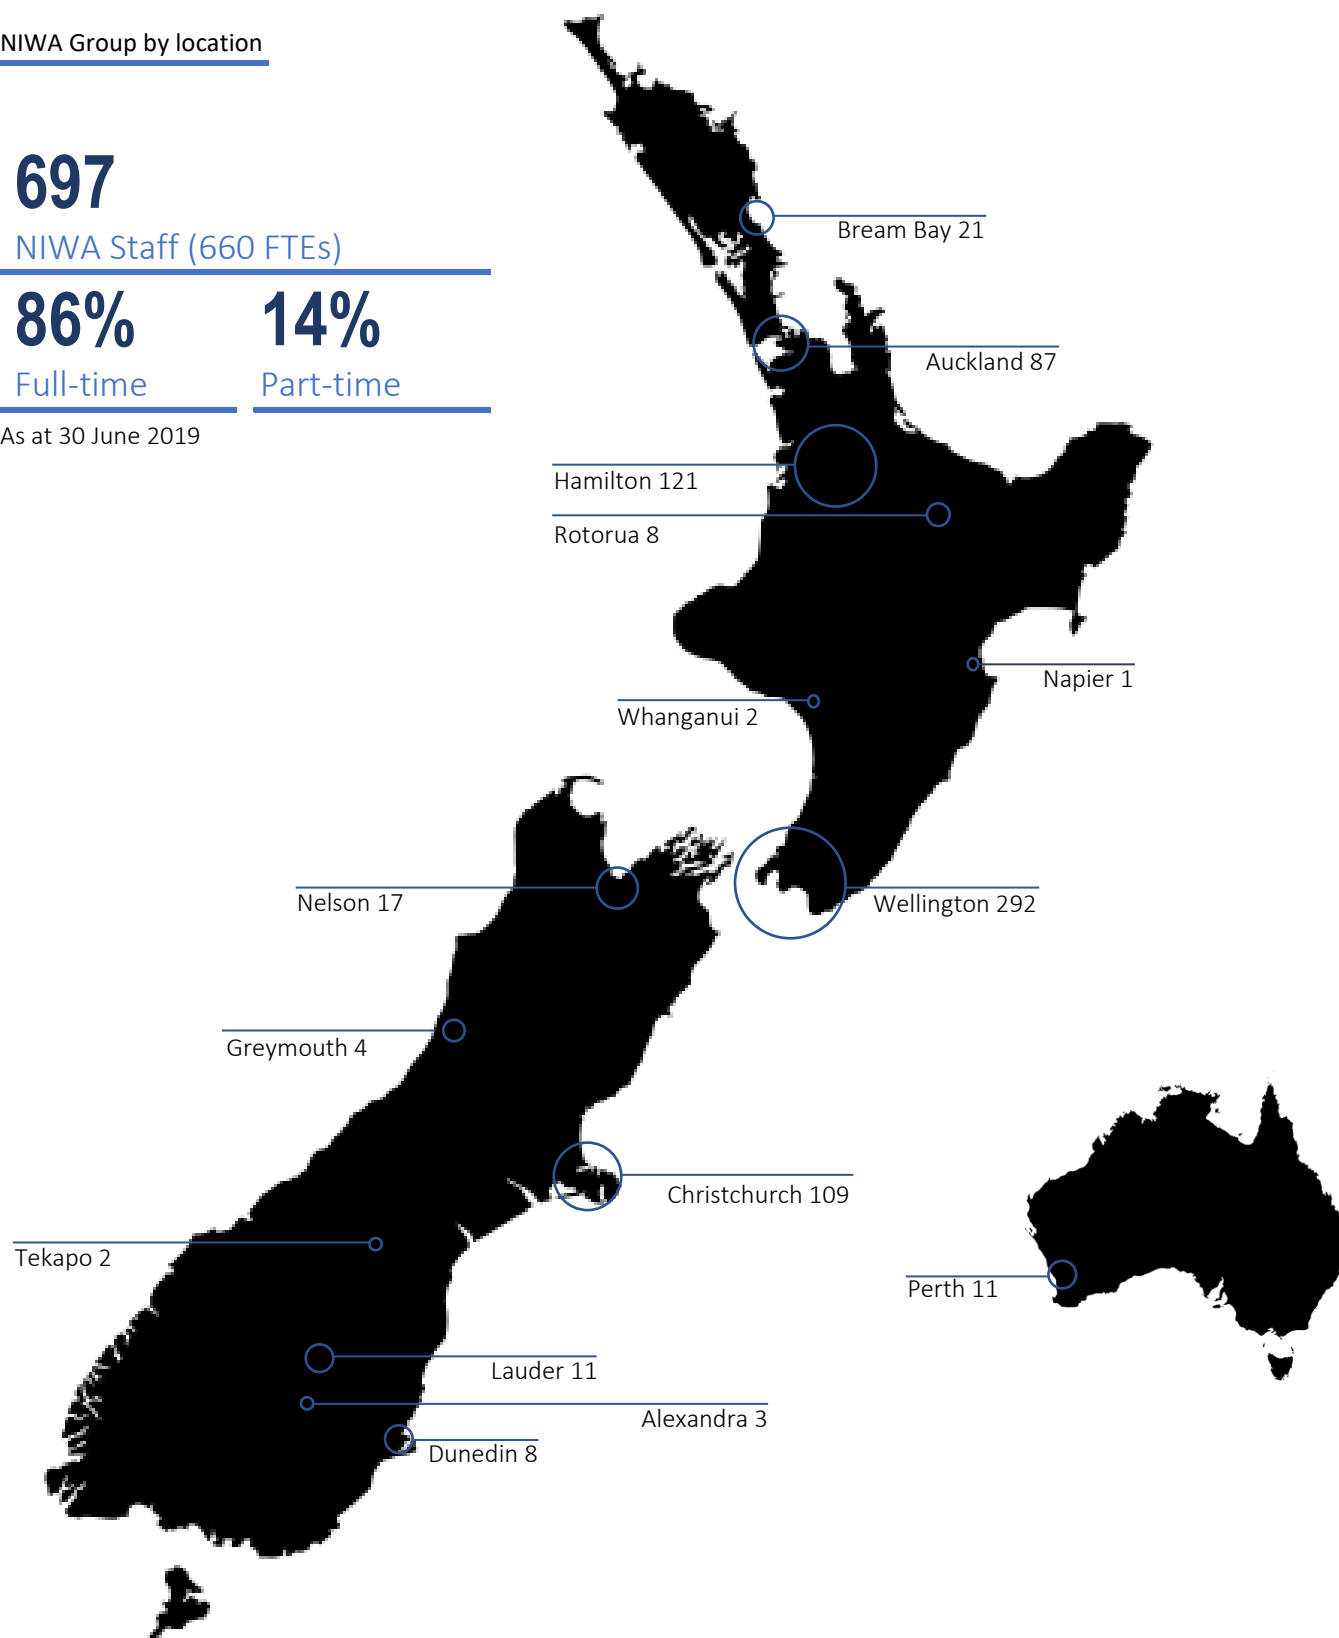 NIWA Group by location
697
NIWA Staff (660 FTEs)
86% 14%
Full-time Part-time
As at 30 June 2019
Bream Bay 21
Auckland 87
Hamilton 121
Rotorua 8
Napier 1
Whanganui 2
Nelson 17
Wellington 292
Greymouth 4
Christchurch 109
Tekapo 2
Perth 11
Lauder 11
Alexandra 3
Dunedin 8